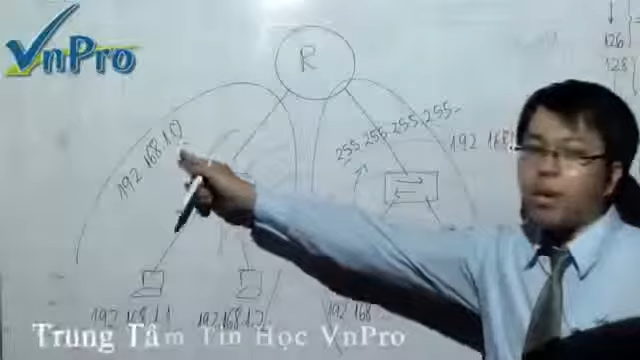 VnPro
R
126
128
192.168.1.0
255.255.255.
192 168
192 168.1.1
192.168.1.2
192 168
Trung Tâm Tin Học VnPro